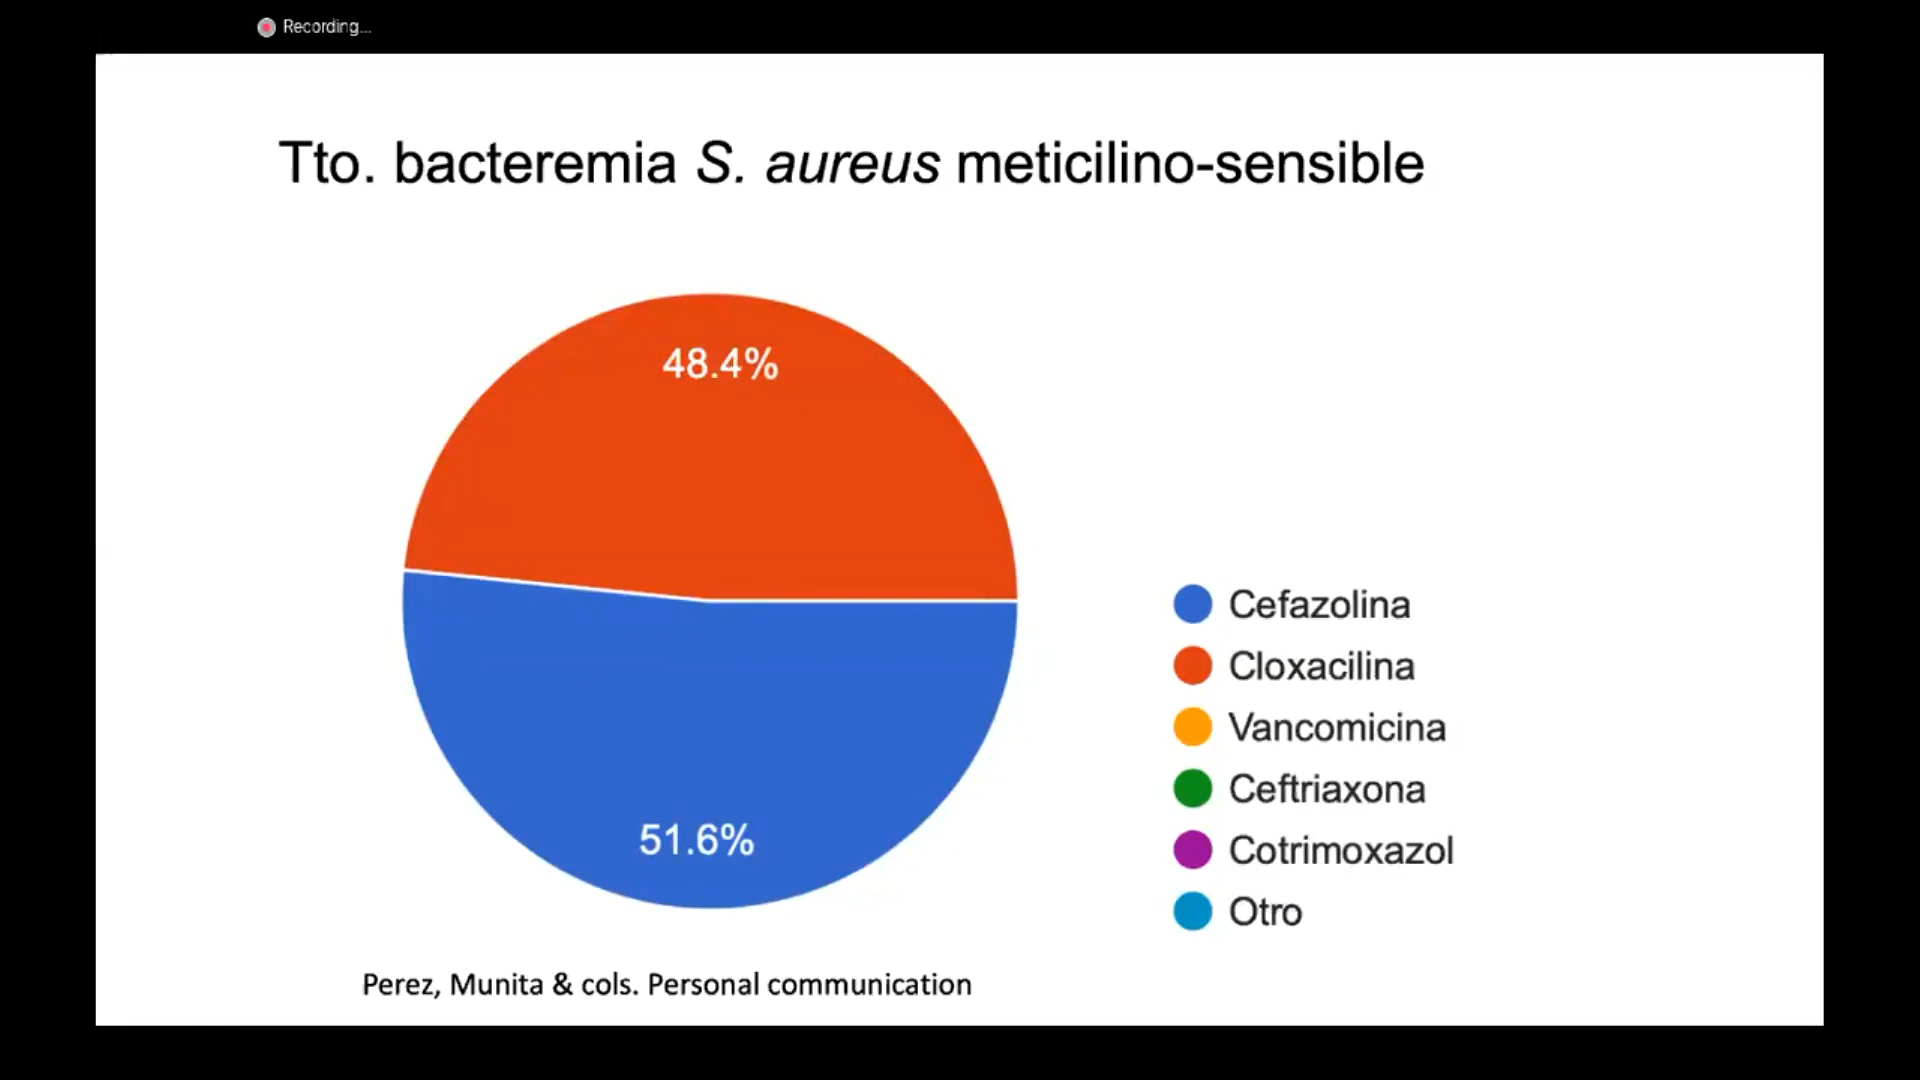 Recording...
Tto. bacteremia S. aureus meticilino-sensible
48.4%
51.6%
Cefazolina
Cloxacilina
Vancomicina
Ceftriaxona
Cotrimoxazol
Otro
Perez, Munita & cols. Personal communication